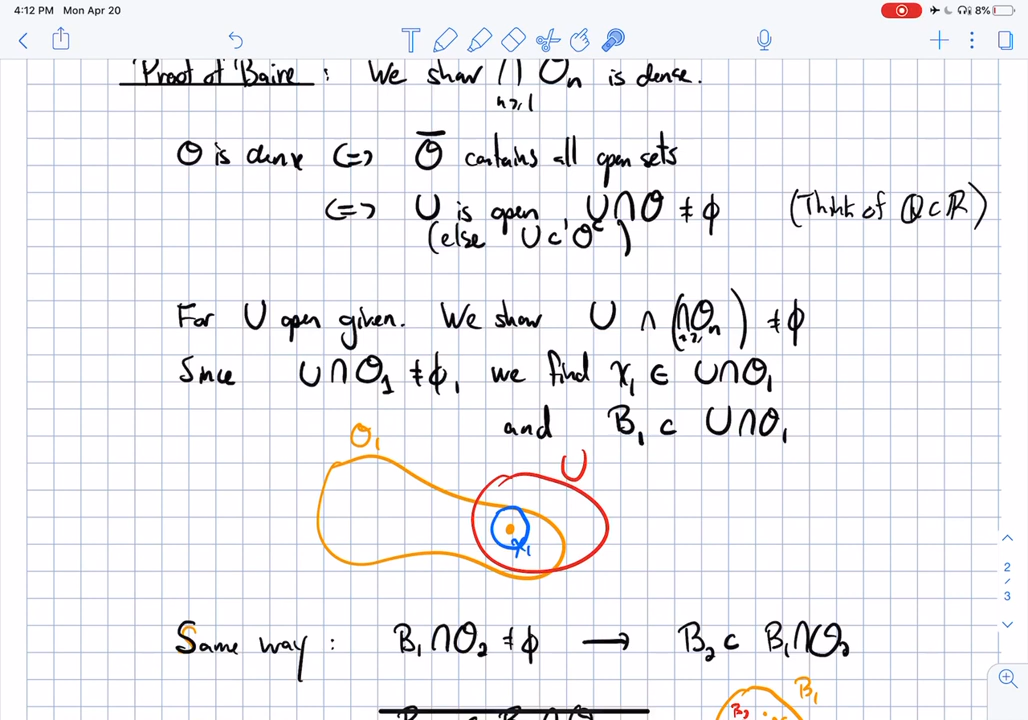 4:12 PM Mon Apr 20
8%
Proof of Baire : We show ⋂ O_n is dense.
n≥1
O is dense ⇔ O̅ contains all open sets
⇔ U is open, U∩O ≠ ϕ (Think of ℚ⊂ℝ)
(else U ⊂ O^c)
For U open given. We show U ∩ (∩O_n) ≠ ϕ
n≥1
Since U∩O_1 ≠ ϕ, we find x_1 ∈ U∩O_1
and B_1 ⊂ U∩O_1
O_1
U
x_1
Same way : B_1∩O_2 ≠ ϕ → B_2 ⊂ B_1∩O_2
B_1
B_2
2
/
3